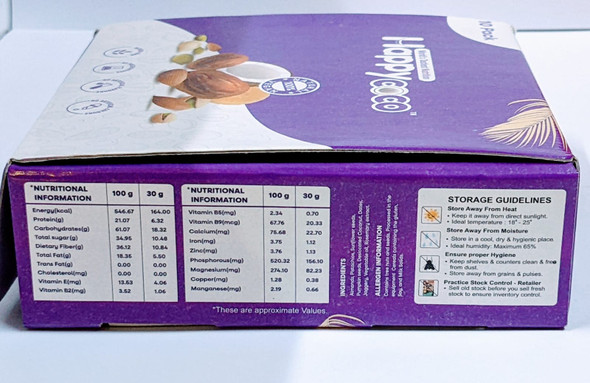 10 Pack
Happycoco
*NUTRITIONAL INFORMATION 100 g 30 g
Energy(kcal) 546.67 164.00
Protein(g) 21.07 6.32
Carbohydrates(g) 61.07 18.32
Total sugar(g) 34.95 10.48
Dietary Fiber(g) 36.12 10.84
Total Fat(g) 18.35 5.50
Trans Fat(g) 0.00 0.00
Cholesterol(mg) 0.00 0.00
Vitamin E(mg) 13.53 4.06
Vitamin B2(mg) 3.52 1.06
*NUTRITIONAL INFORMATION 100 g 30 g
Vitamin B6(mg) 2.34 0.70
Vitamin B9(mcg) 67.76 20.33
Calcium(mg) 75.68 22.70
Iron(mg) 3.75 1.12
Zinc(mg) 3.76 1.13
Phosphorous(mg) 520.32 156.10
Magnesium(mg) 274.10 82.23
Copper(mg) 1.28 0.38
Manganese(mg) 2.19 0.66
*These are approximate Values.
INGREDIENTS
ALLERGEN INFORMATION
STORAGE GUIDELINES
Store Away From Heat
• Keep it away from direct sunlight.
• Ideal temperature : 18° - 25°
Store Away From Moisture
• Store in a cool, dry & hygienic place.
• Ideal humidity: Maximum 65%
Ensure proper Hygiene
• Keep shelves & counters clean & free
from dust.
• Store away from grains & pulses.
Practice Stock Control - Retailer
• Sell old stock before you sell fresh
stock to ensure inventory control.